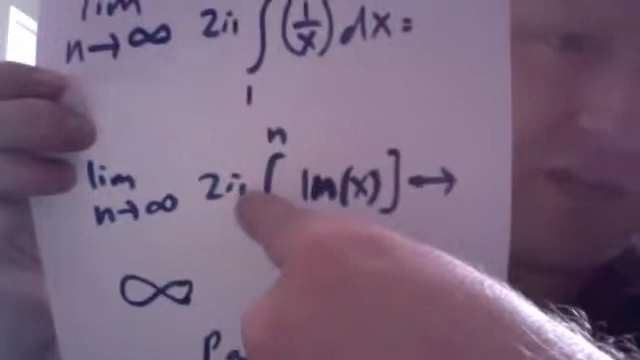 lim
n→∞ 2π ∫ (1/x) dx =
1
n
lim
n→∞ 2π [ ln(x) ] ↔
∞